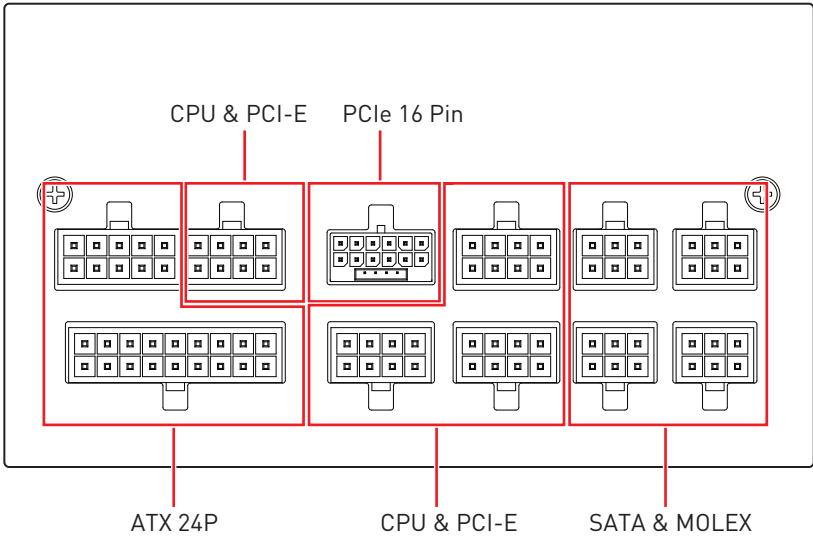 CPU & PCI-E
PCIe 16 Pin
ATX 24P
CPU & PCI-E
SATA & MOLEX